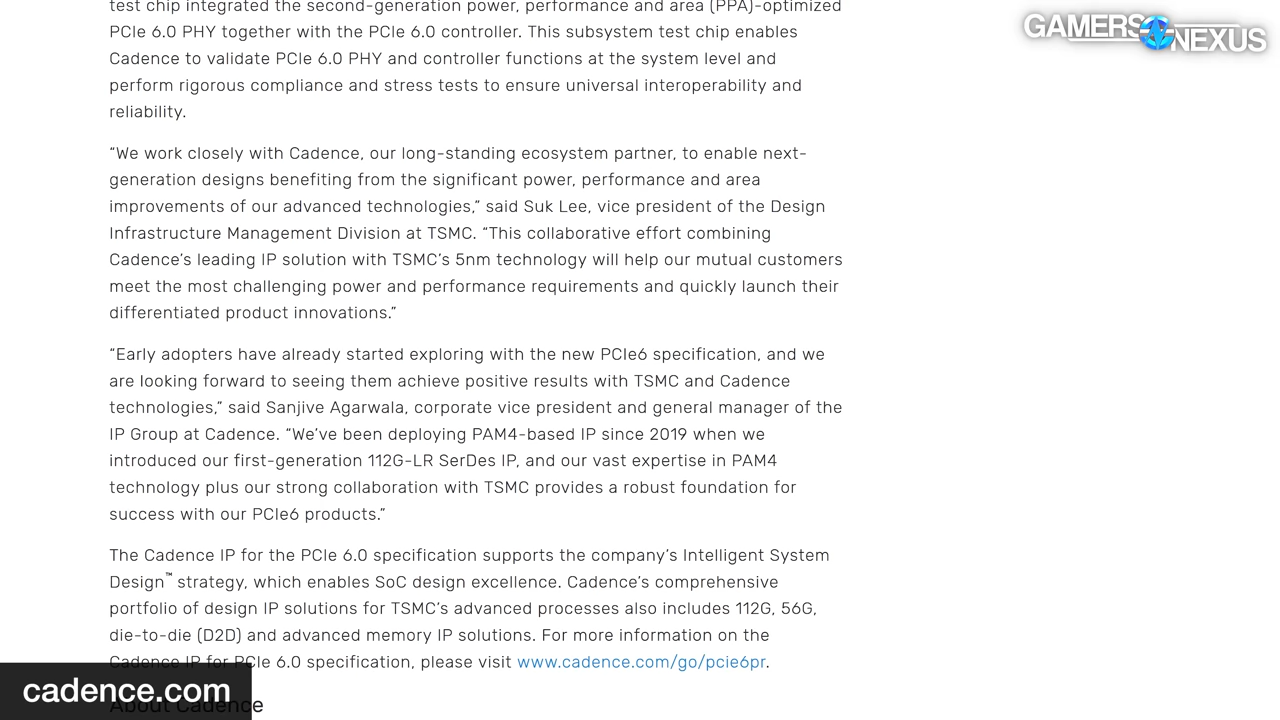 test chip integrated the second-generation power, performance and area (PPA)-optimized
PCIe 6.0 PHY together with the PCIe 6.0 controller. This subsystem test chip enables
Cadence to validate PCIe 6.0 PHY and controller functions at the system level and
perform rigorous compliance and stress tests to ensure universal interoperability and
reliability.
GAMERS NEXUS
“We work closely with Cadence, our long-standing ecosystem partner, to enable next-
generation designs benefiting from the significant power, performance and area
improvements of our advanced technologies,” said Suk Lee, vice president of the Design
Infrastructure Management Division at TSMC. “This collaborative effort combining
Cadence’s leading IP solution with TSMC’s 5nm technology will help our mutual customers
meet the most challenging power and performance requirements and quickly launch their
differentiated product innovations.”
“Early adopters have already started exploring with the new PCIe6 specification, and we
are looking forward to seeing them achieve positive results with TSMC and Cadence
technologies,” said Sanjive Agarwala, corporate vice president and general manager of the
IP Group at Cadence. “We’ve been deploying PAM4-based IP since 2019 when we
introduced our first-generation 112G-LR SerDes IP, and our vast expertise in PAM4
technology plus our strong collaboration with TSMC provides a robust foundation for
success with our PCIe6 products.”
The Cadence IP for the PCIe 6.0 specification supports the company’s Intelligent System
Design™ strategy, which enables SoC design excellence. Cadence’s comprehensive
portfolio of design IP solutions for TSMC’s advanced processes also includes 112G, 56G,
die-to-die (D2D) and advanced memory IP solutions. For more information on the
Cadence IP for PCIe 6.0 specification, please visit www.cadence.com/go/pcie6pr.
cadence.com
About Cadence